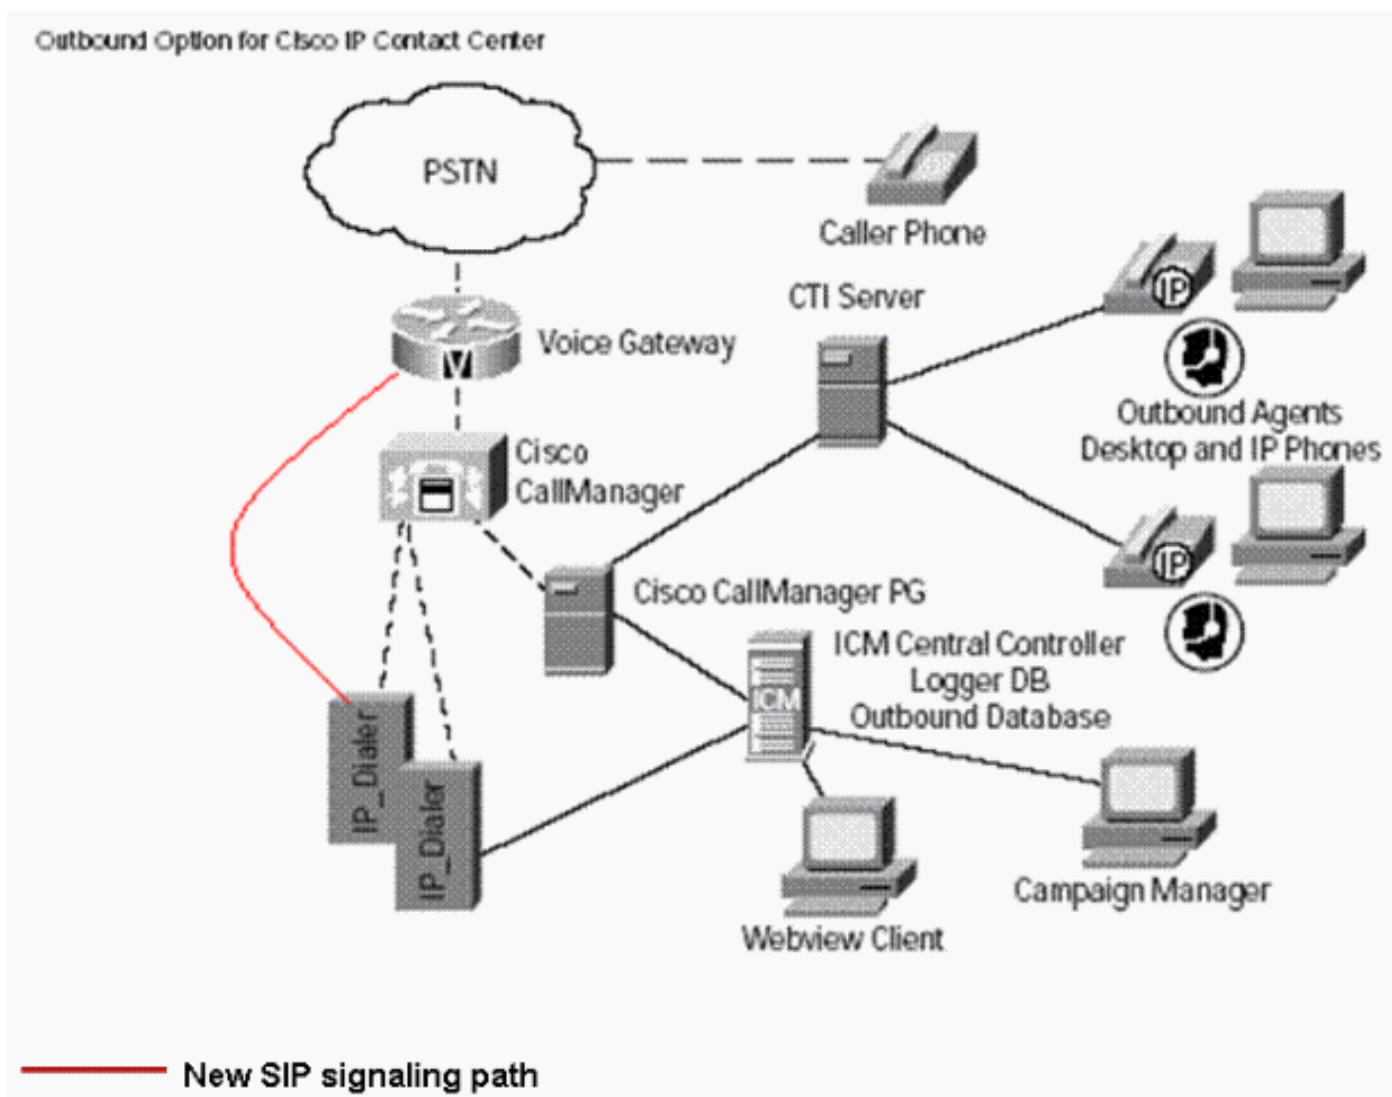 Outbound Option for Cisco IP Contact Center
PSTN
Caller Phone
CTI Server
IP
Voice Gateway
V
Outbound Agents
Desktop and IP Phones
Cisco
CallManager
IP
Cisco CallManager PG
ICM Central Controller
Logger DB
Outbound Database
ICM
IP_Dialer
IP_Dialer
Campaign Manager
Webview Client
New SIP signaling path